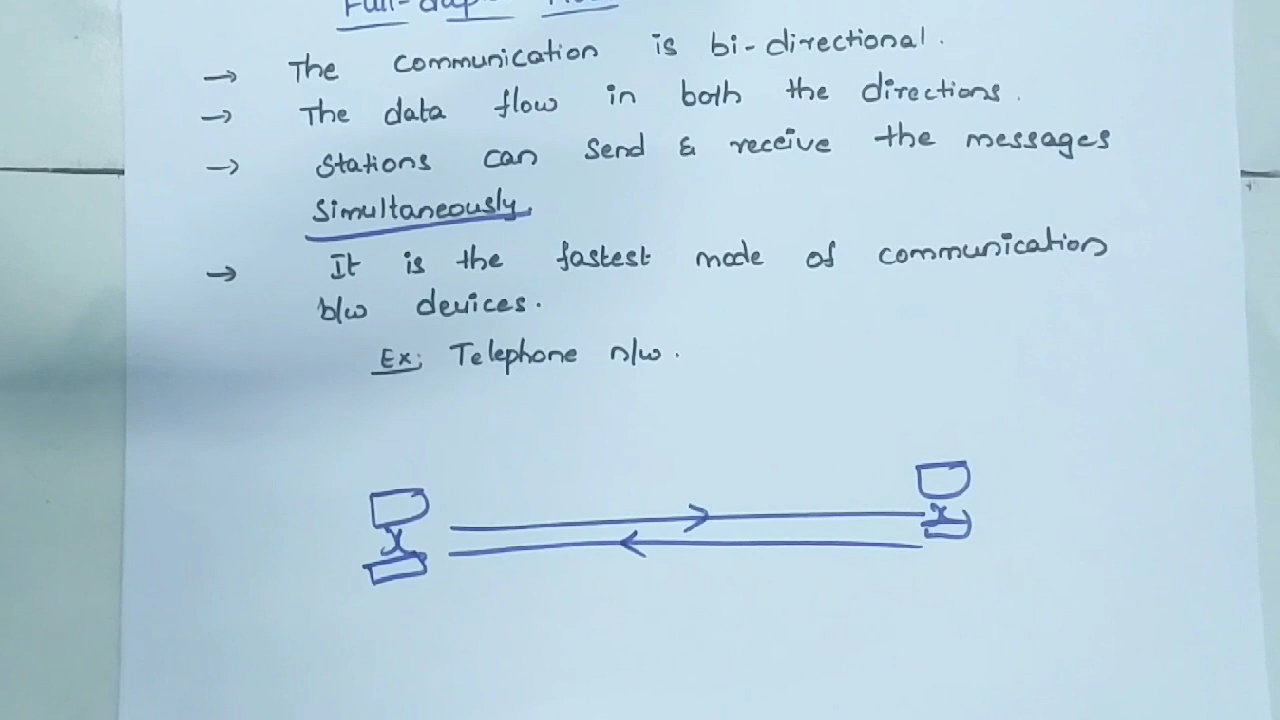 Full-
→ The communication is bi-directional.
→ The data flow in both the directions.
→ Stations can send & receive the messages
Simultaneously.
→ It is the fastest mode of communication
b/w devices.
Ex: Telephone n/w.